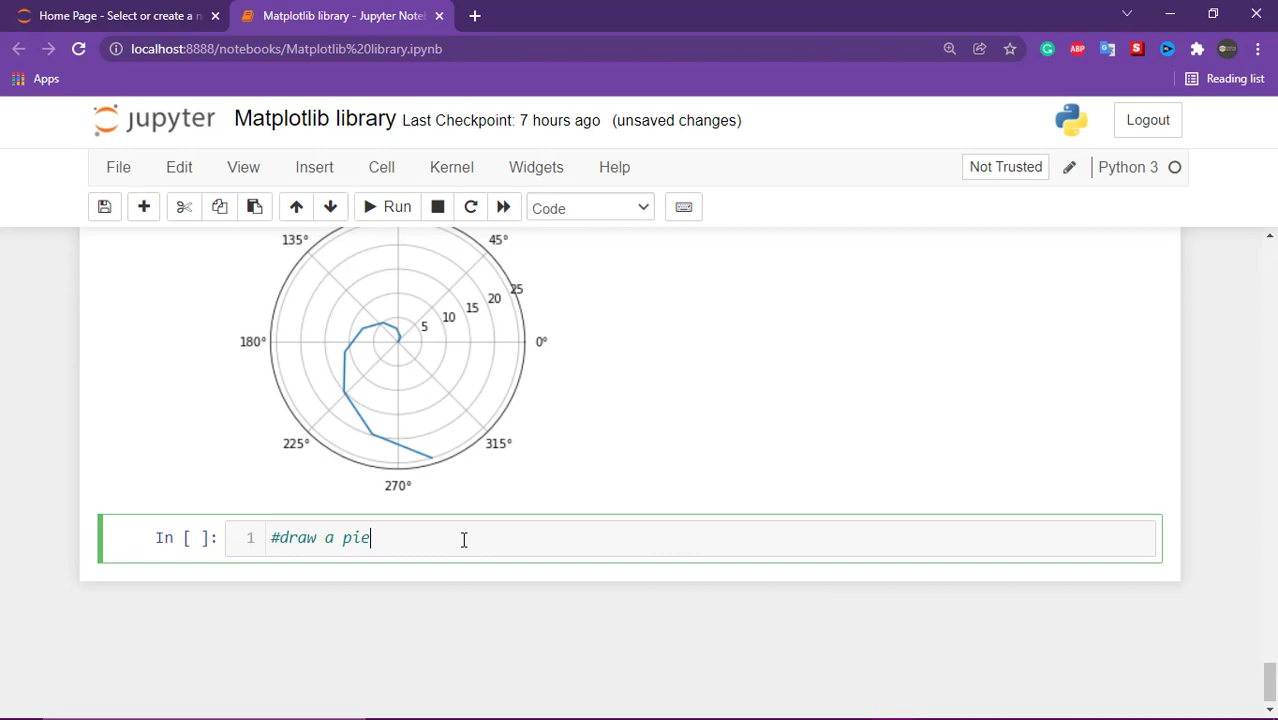 Home Page - Select or create a n
Matplotlib library - Jupyter Note
localhost:8888/notebooks/Matplotlib%20library.ipynb
ABP
S
Apps
Reading list
jupyter
Matplotlib library Last Checkpoint: 7 hours ago (unsaved changes)
Logout
File Edit View Insert Cell Kernel Widgets Help
Not Trusted
Python 3
Run
Code
135°
45°
25
20
15
10
5
180°
0°
225°
315°
270°
In [ ]:
1 #draw a pie